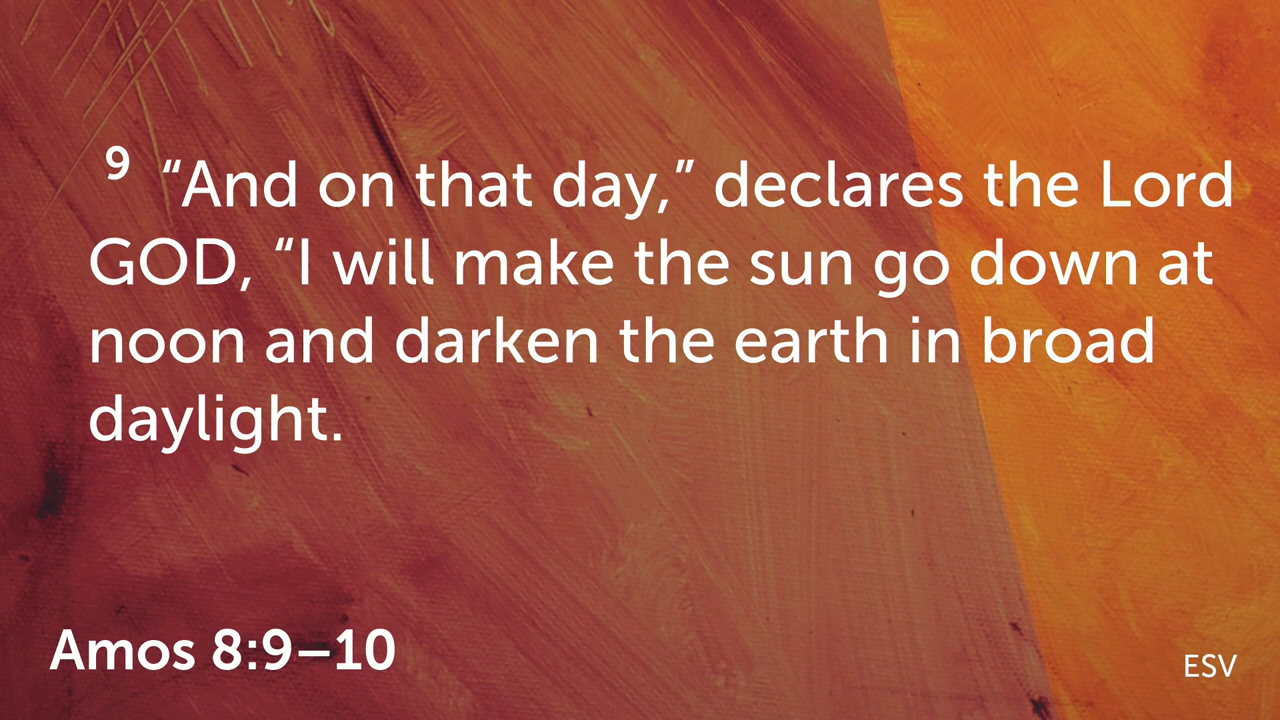 9 “And on that day,” declares the Lord
GOD, “I will make the sun go down at
noon and darken the earth in broad
daylight.
Amos 8:9–10
ESV